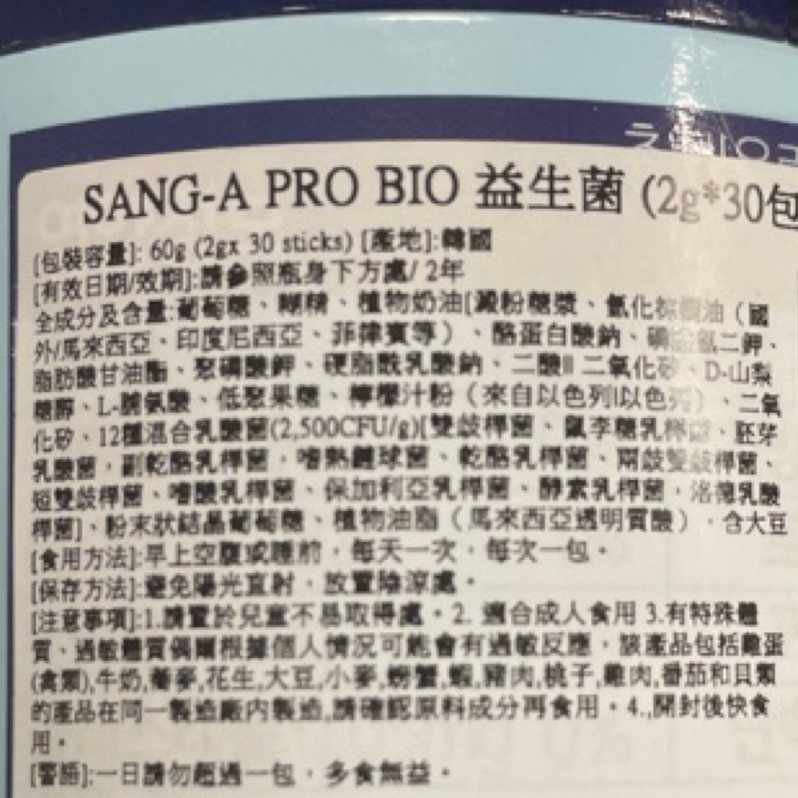 SANG-A PRO BIO 益生菌 (2g*30包
[包裝容量]: 60g (2gx 30 sticks) [產地]:韓國
[有效日期/效期]:請參照瓶身下方處/ 2年
全成分及含量:葡萄糖、糊精、植物奶油[澱粉糖漿、氫化棕櫚油（國
外/馬來西亞、印度尼西亞、菲律賓等）、酪蛋白酸鈉、磷酸氫二鉀、
脂肪酸甘油酯、聚磷酸鉀、硬脂酰乳酸鈉、二酸 二氧化矽、D-山梨
糖醇、L-脯氨酸、低聚果糖、檸檬汁粉（來自以色列以色列）、二氧
化矽、12種混合乳酸菌(2,500CFU/g)[雙歧桿菌、鼠李糖乳桿菌、胚芽
乳酸菌，副乾酪乳桿菌，嗜熱鏈球菌、乾酪乳桿菌、兩歧雙歧桿菌、
短雙歧桿菌、嗜酸乳桿菌、保加利亞乳桿菌、酵素乳桿菌，洛德乳酸
桿菌]、粉末狀結晶葡萄糖、植物油脂（馬來西亞透明質酸），含大豆
[食用方法]:早上空腹或睡前，每天一次，每次一包。
[保存方法]:避免陽光直射，放置陰涼處。
[注意事項]:1.請置於兒童不易取得處。2. 適合成人食用 3.有特殊體
質、過敏體質偶爾根據個人情況可能會有過敏反應，該產品包括雞蛋
(禽類),牛奶,蕎麥,花生,大豆,小麥,螃蟹,蝦,豬肉,桃子,雞肉,番茄和貝類
的產品在同一製造廠內製造,請確認原料成分再食用。4.,開封後快食
用。
[警語]:一日請勿超過一包，多食無益。